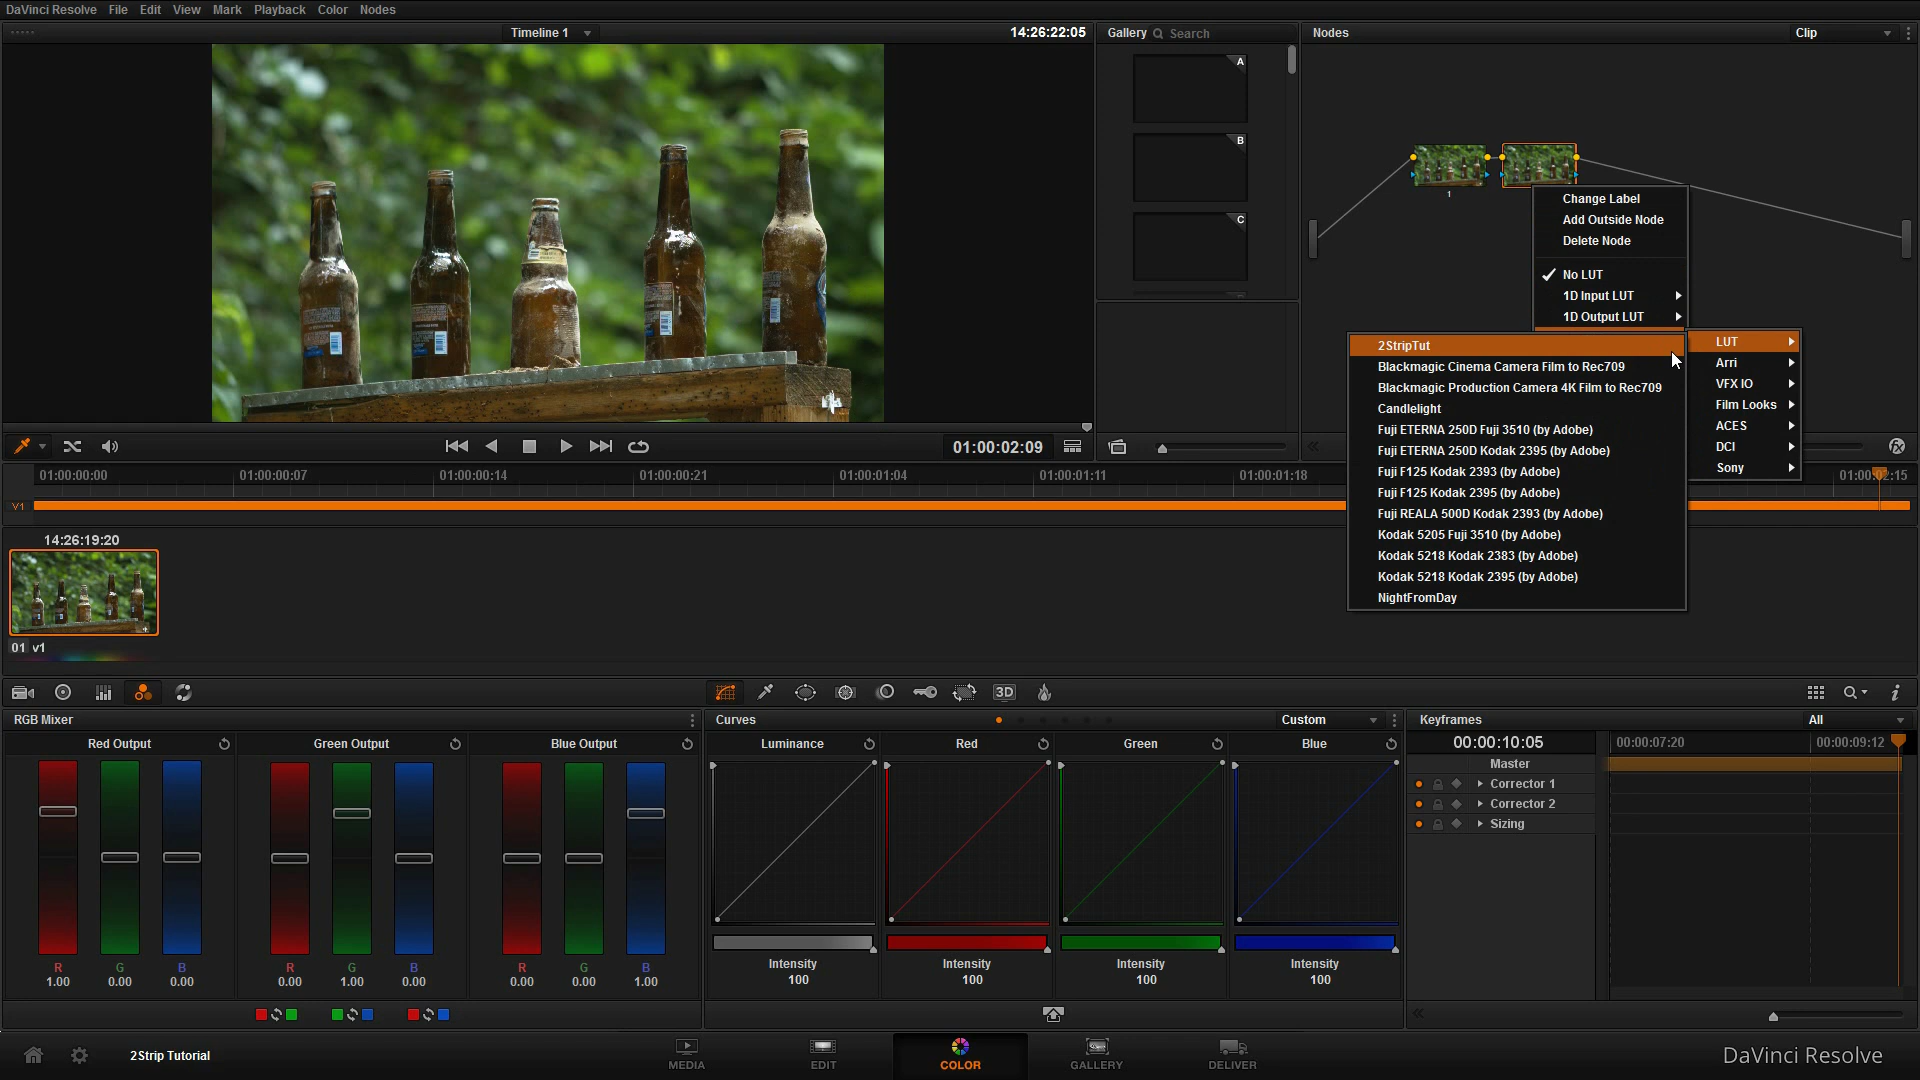 DaVinci Resolve File Edit View Mark Playback Color Nodes
Timeline 1
14:26:22:05
Gallery Search
Nodes
Clip
A
B
C
1
Change Label
Add Outside Node
Delete Node
No LUT
1D Input LUT
1D Output LUT
LUT
Arri
VFX IO
Film Looks
ACES
DCI
Sony
2StripTut
Blackmagic Cinema Camera Film to Rec709
Blackmagic Production Camera 4K Film to Rec709
Candlelight
Fuji ETERNA 250D Fuji 3510 (by Adobe)
Fuji ETERNA 250D Kodak 2395 (by Adobe)
Fuji F125 Kodak 2393 (by Adobe)
Fuji F125 Kodak 2395 (by Adobe)
Fuji REALA 500D Kodak 2393 (by Adobe)
Kodak 5205 Fuji 3510 (by Adobe)
Kodak 5218 Kodak 2383 (by Adobe)
Kodak 5218 Kodak 2395 (by Adobe)
NightFromDay
01:00:02:09
01:00:00:00 01:00:00:07 01:00:00:14 01:00:00:21 01:00:01:04 01:00:01:11 01:00:01:18
V1
14:26:19:20
01 v1
3D
RGB Mixer
Red Output Green Output Blue Output
R G B R G B R G B
1.00 0.00 0.00 0.00 1.00 0.00 0.00 0.00 1.00
Curves
Custom
Luminance Red Green Blue
Intensity Intensity Intensity Intensity
100 100 100 100
Keyframes
All
00:00:10:05 00:00:07:20 00:00:09:12
Master
Corrector 1
Corrector 2
Sizing
2Strip Tutorial
MEDIA EDIT COLOR GALLERY DELIVER
DaVinci Resolve